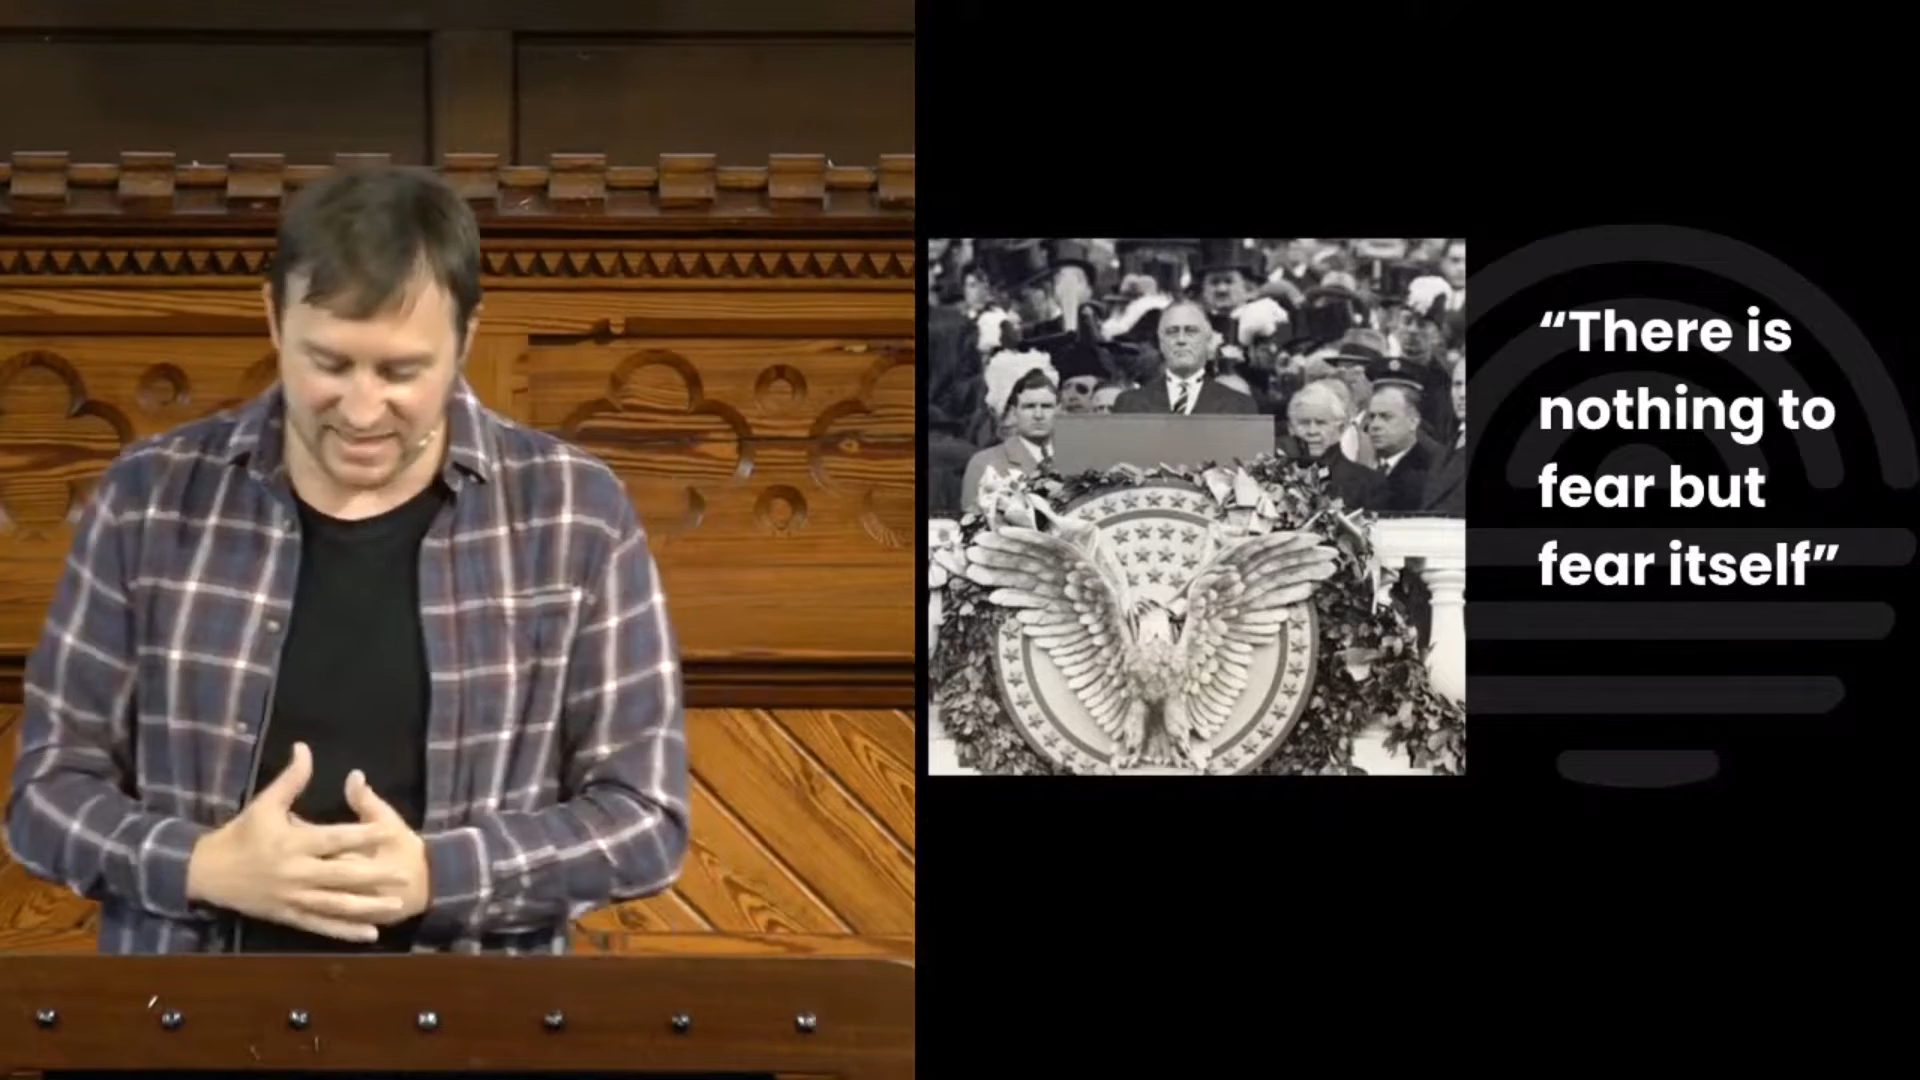 “There is
nothing to
fear but
fear itself”